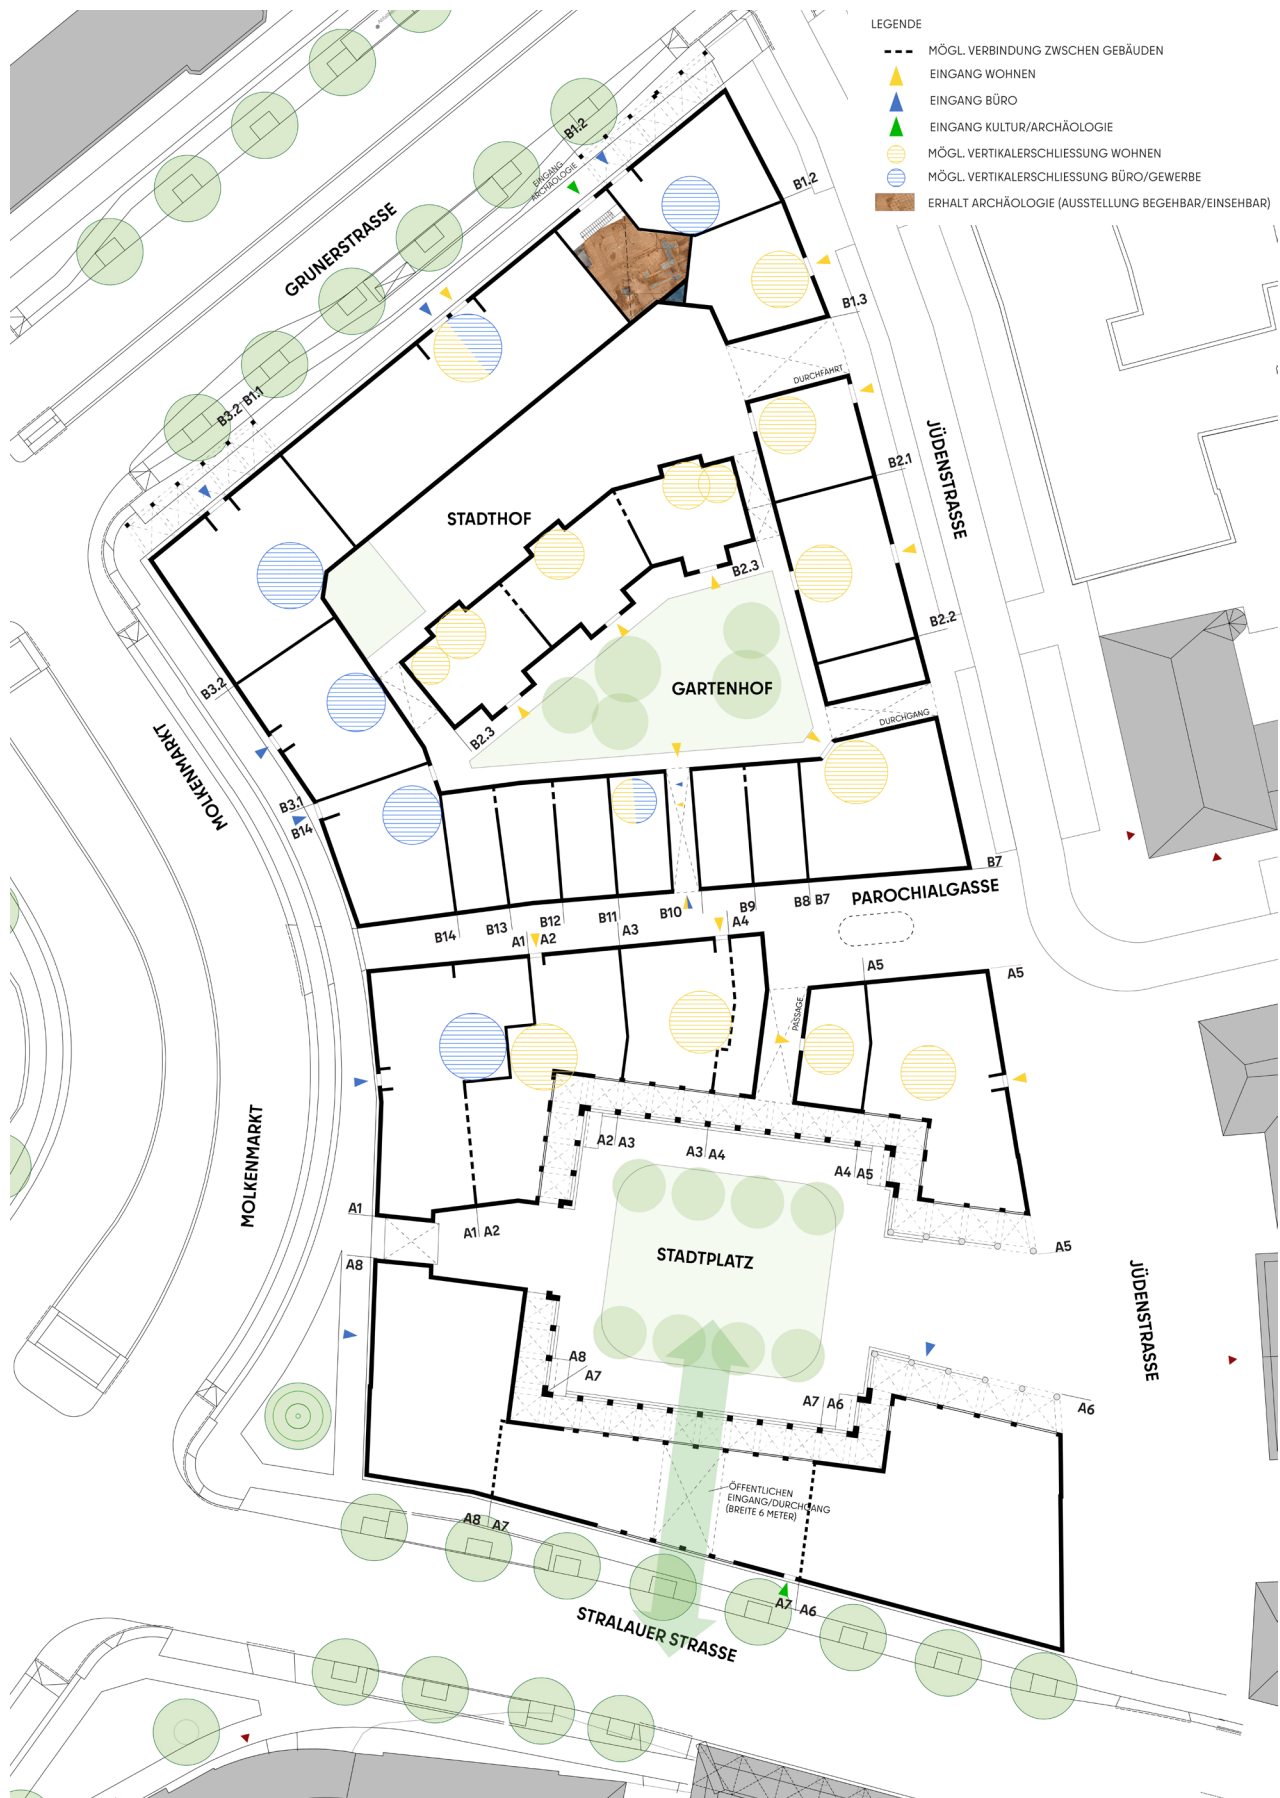 LEGENDE
MÖGL. VERBINDUNG ZWSCHEN GEBÄUDEN
EINGANG WOHNEN
EINGANG BÜRO
EINGANG KULTUR/ARCHÄOLOGIE
MÖGL. VERTIKALERSCHLIESSUNG WOHNEN
MÖGL. VERTIKALERSCHLIESSUNG BÜRO/GEWERBE
ERHALT ARCHÄOLOGIE (AUSSTELLUNG BEGEHBAR/EINSEHBAR)
B1.2
EINGANG
ARCHÄOLOGIE
B1.2
GRUNERSTRASSE
B1.3
DURCHFAHRT
B3.2
B1.1
JÜDENSTRASSE
B2.1
STADTHOF
B2.3
B2.2
GARTENHOF
B3.2
DURCHGANG
B2.3
MOLKENMARKT
B3.1
B14
B7
PAROCHIALGASSE
B14
B13
B12
B11
B10
B9
B8
B7
A1
A2
A3
A4
A5
A5
PASSAGE
A2
A3
A3
A4
A4
A5
MOLKENMARKT
A1
A1
A2
A5
STADTPLATZ
A8
JÜDENSTRASSE
A8
A7
A7
A6
A6
ÖFFENTLICHEN
EINGANG/DURCHGANG
(BREITE 6 METER)
A8
A7
A7
A6
STRALAUER STRASSE